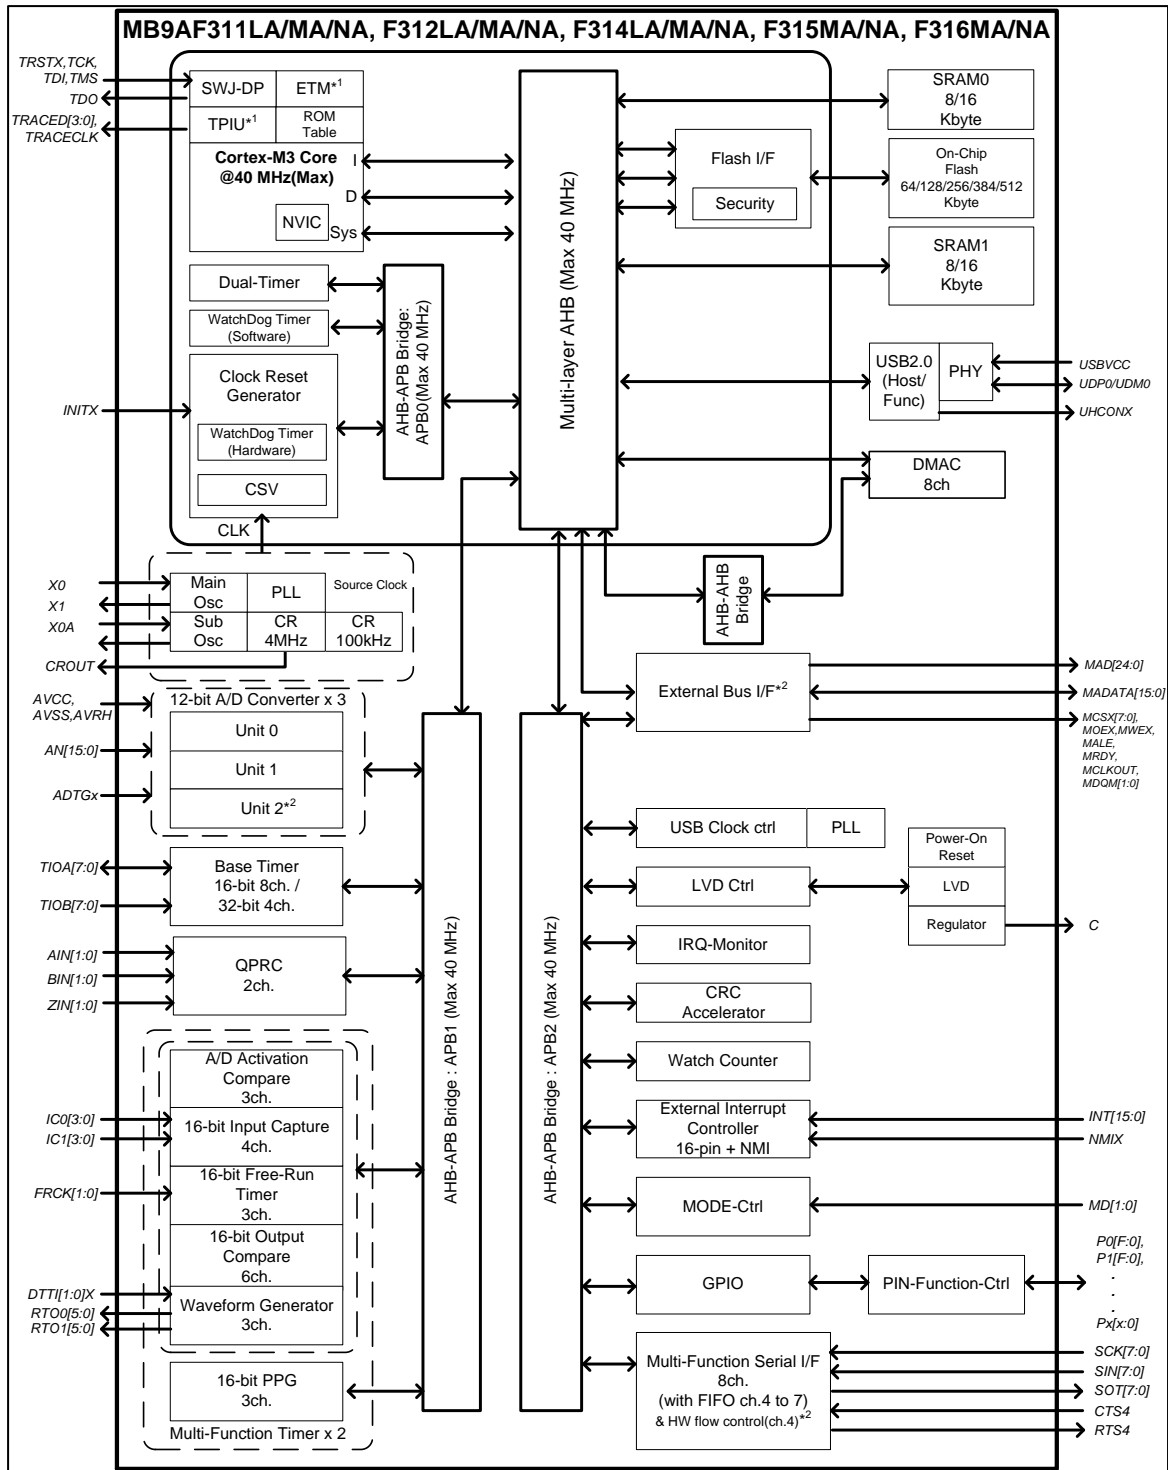 MB9AF311LA/MA/NA, F312LA/MA/NA, F314LA/MA/NA, F315MA/NA, F316MA/NA
TRSTX,TCK,
TDI,TMS
TDO
TRACED[3:0],
TRACECLK
SWJ-DP
ETM*1
TPIU*1
ROM
Table
Cortex-M3 Core
@40 MHz(Max)
I
D
NVIC
Sys
Dual-Timer
WatchDog Timer
(Software)
Clock Reset
Generator
WatchDog Timer
(Hardware)
CSV
CLK
INITX
AHB-APB Bridge:
APB0(Max 40 MHz)
Multi-layer AHB (Max 40 MHz)
Flash I/F
Security
SRAM0
8/16
Kbyte
On-Chip
Flash
64/128/256/384/512
Kbyte
SRAM1
8/16
Kbyte
USB2.0
(Host/
Func)
PHY
USBVCC
UDP0/UDM0
UHCONX
DMAC
8ch
AHB-AHB
Bridge
X0
X1
X0A
CROUT
Main
Osc
PLL
Source Clock
Sub
Osc
CR
4MHz
CR
100kHz
AVCC,
AVSS,AVRH
AN[15:0]
ADTGx
12-bit A/D Converter x 3
Unit 0
Unit 1
Unit 2*2
TIOA[7:0]
TIOB[7:0]
Base Timer
16-bit 8ch. /
32-bit 4ch.
AIN[1:0]
BIN[1:0]
ZIN[1:0]
QPRC
2ch.
A/D Activation
Compare
3ch.
IC0[3:0]
IC1[3:0]
16-bit Input Capture
4ch.
FRCK[1:0]
16-bit Free-Run
Timer
3ch.
16-bit Output
Compare
6ch.
DTTI[1:0]X
RTO0[5:0]
RTO1[5:0]
Waveform Generator
3ch.
16-bit PPG
3ch.
Multi-Function Timer x 2
AHB-APB Bridge : APB1 (Max 40 MHz)
AHB-APB Bridge : APB2 (Max 40 MHz)
External Bus I/F*2
MAD[24:0]
MADATA[15:0]
MCSX[7:0],
MOEX,MWEX,
MALE,
MRDY,
MCLKOUT,
MDQM[1:0]
USB Clock ctrl
PLL
LVD Ctrl
Power-On
Reset
LVD
Regulator
C
IRQ-Monitor
CRC
Accelerator
Watch Counter
External Interrupt
Controller
16-pin + NMI
INT[15:0]
NMIX
MODE-Ctrl
MD[1:0]
GPIO
PIN-Function-Ctrl
P0[F:0],
P1[F:0],
.
.
.
Px[x:0]
Multi-Function Serial I/F
8ch.
(with FIFO ch.4 to 7)
& HW flow control(ch.4)*2
SCK[7:0]
SIN[7:0]
SOT[7:0]
CTS4
RTS4